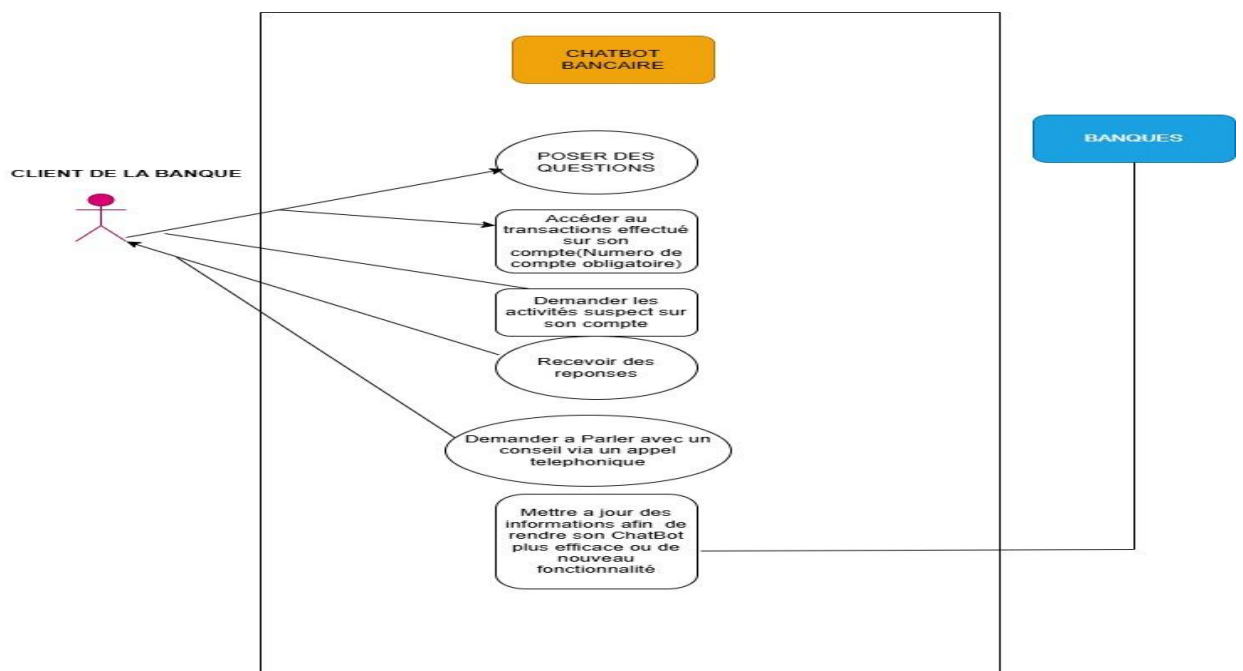 CHATBOT
BANCAIRE
BANQUES
CLIENT DE LA BANQUE
POSER DES
QUESTIONS
Accéder au
transactions effectué
sur son
compte(Numero de
compte obligatoire)
Demander les
activités suspect sur
son compte
Recevoir des
reponses
Demander a Parler avec un
conseil via un appel
telephonique
Mettre a jour des
informations afin de
rendre son ChatBot
plus efficace ou de
nouveau
fonctionnalité